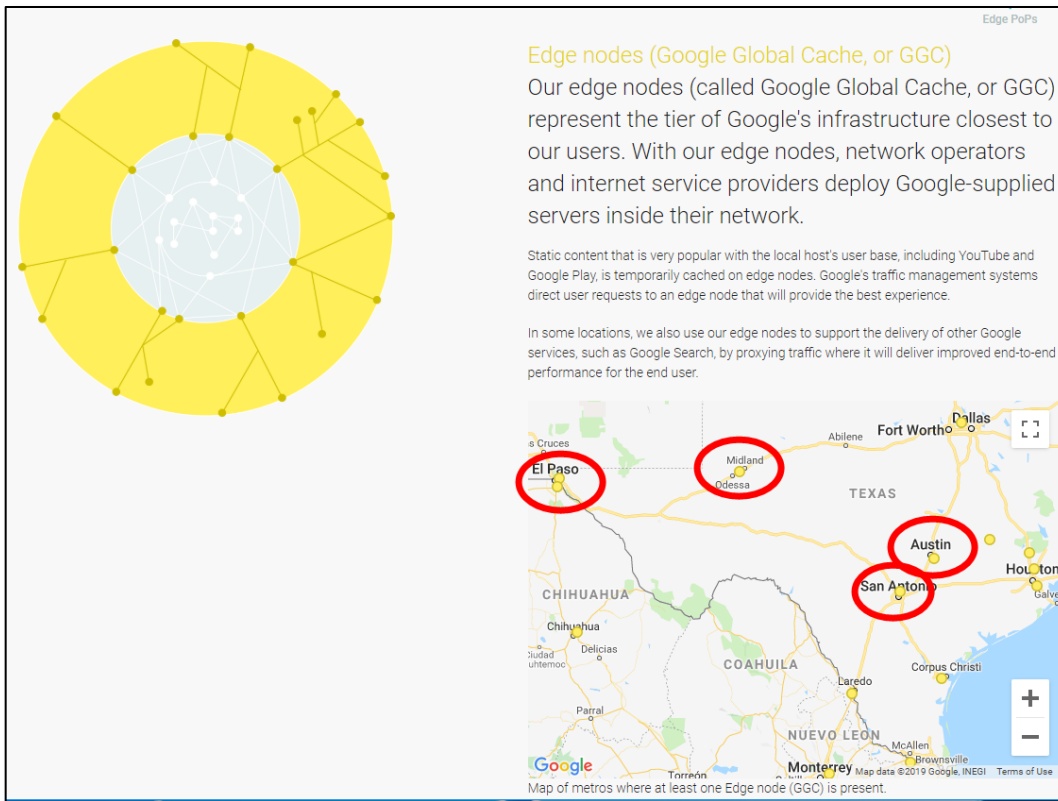 Edge PoPs
Edge nodes (Google Global Cache, or GGC)
Our edge nodes (called Google Global Cache, or GGC)
represent the tier of Google's infrastructure closest to
our users. With our edge nodes, network operators
and internet service providers deploy Google-supplied
servers inside their network.
Static content that is very popular with the local host's user base, including YouTube and
Google Play, is temporarily cached on edge nodes. Google's traffic management systems
direct user requests to an edge node that will provide the best experience.
In some locations, we also use our edge nodes to support the delivery of other Google
services, such as Google Search, by proxying traffic where it will deliver improved end-to-end
performance for the end user.
Dallas
Fort Worth
Abilene
s Cruces
El Paso
Midland
Odessa
TEXAS
Austin
San Antonio
Houston
Galve
CHIHUAHUA
Chihuahua
Delicias
Ciudad
uhtemoc
COAHUILA
Corpus Christi
Laredo
Parral
NUEVO LEON
McAllen
Brownsville
Monterrey
Torreón
Google
Map data ©2019 Google, INEGI
Terms of Use
Map of metros where at least one Edge node (GGC) is present.